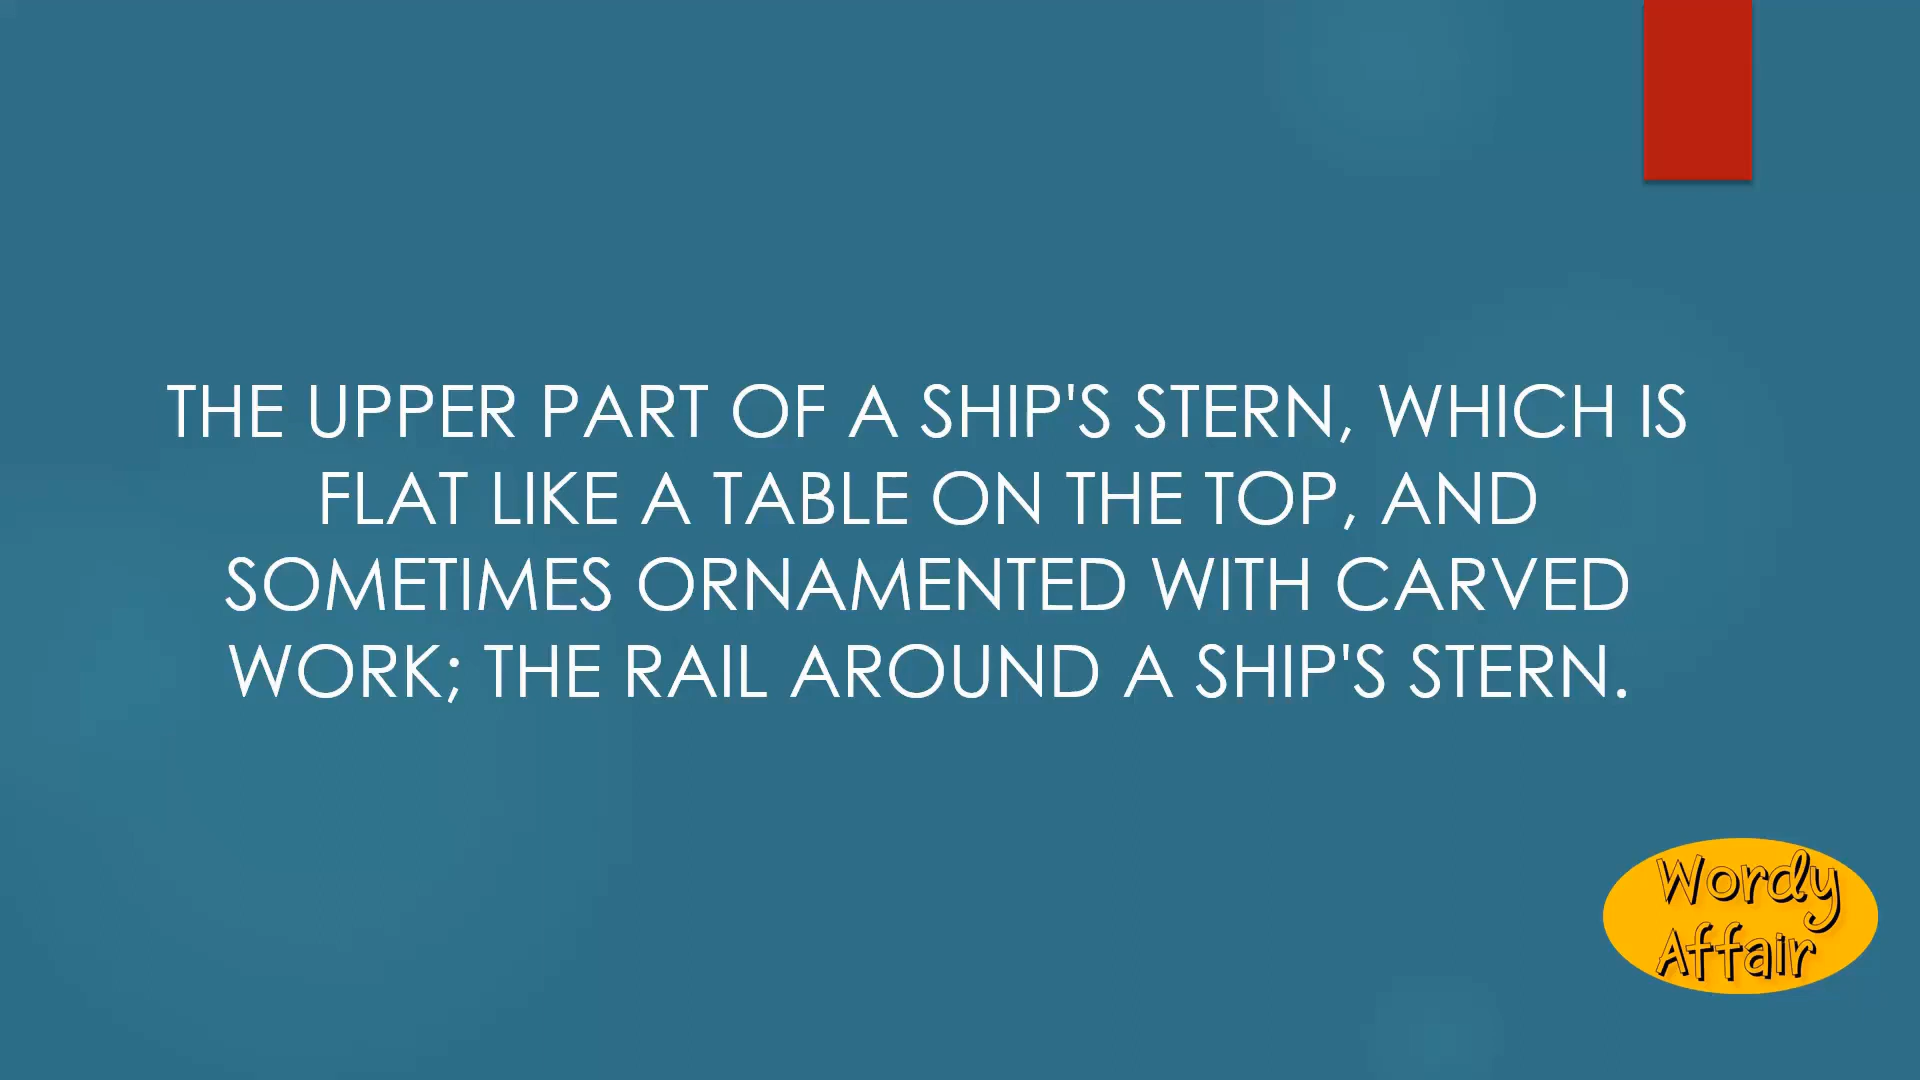 THE UPPER PART OF A SHIP'S STERN, WHICH IS
FLAT LIKE A TABLE ON THE TOP, AND
SOMETIMES ORNAMENTED WITH CARVED
WORK; THE RAIL AROUND A SHIP'S STERN.
Wordy
Affair